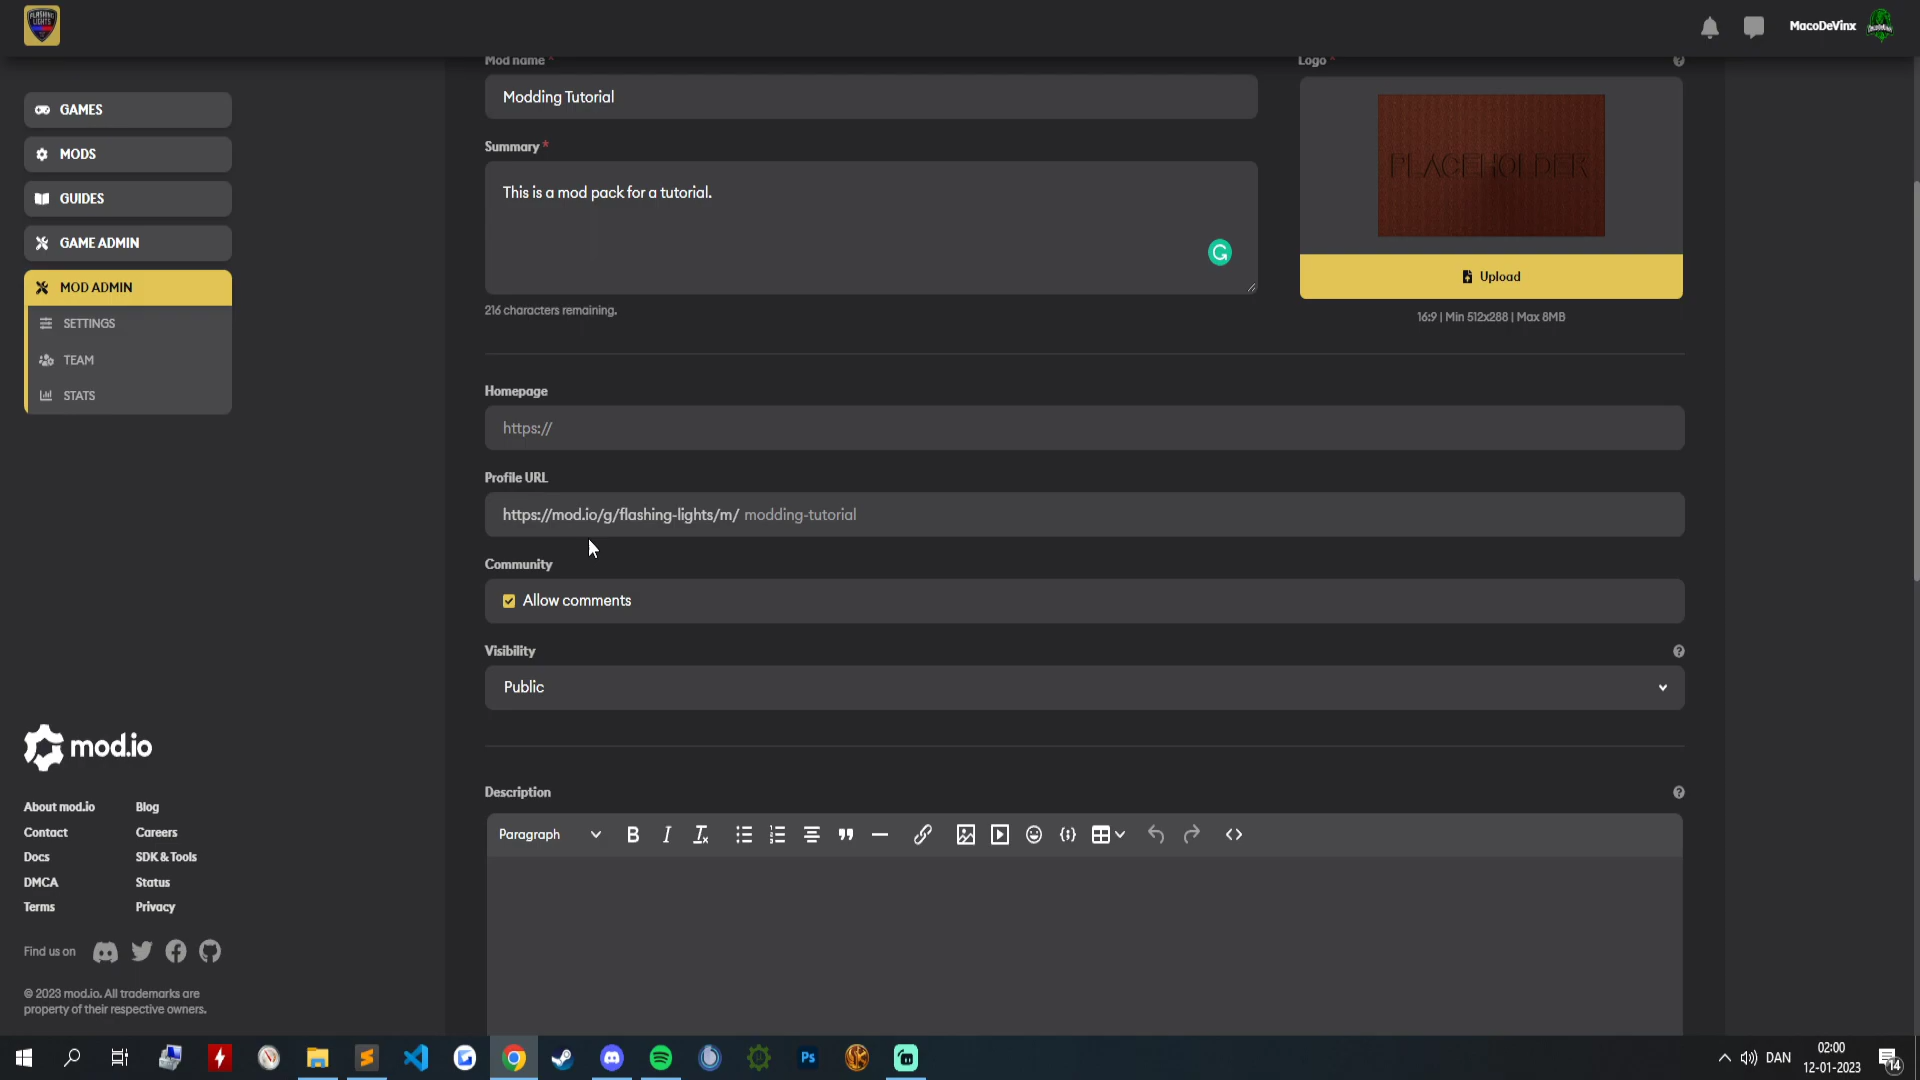 FLASHING
LIGHTS
MacoDeVinx
GAMES
MODS
GUIDES
GAME ADMIN
MOD ADMIN
SETTINGS
TEAM
STATS
Mod name *
Modding Tutorial
Summary *
This is a mod pack for a tutorial.
216 characters remaining.
Logo *
PLACEHOLDER
Upload
16:9 | Min 512x288 | Max 8MB
Homepage
https://
Profile URL
https://mod.io/g/flashing-lights/m/ modding-tutorial
Community
Allow comments
Visibility
Public
Description
Paragraph
mod.io
About mod.io
Blog
Contact
Careers
Docs
SDK & Tools
DMCA
Status
Terms
Privacy
Find us on
© 2023 mod.io. All trademarks are
property of their respective owners.
Ps
DAN
02:00
12-01-2023
14